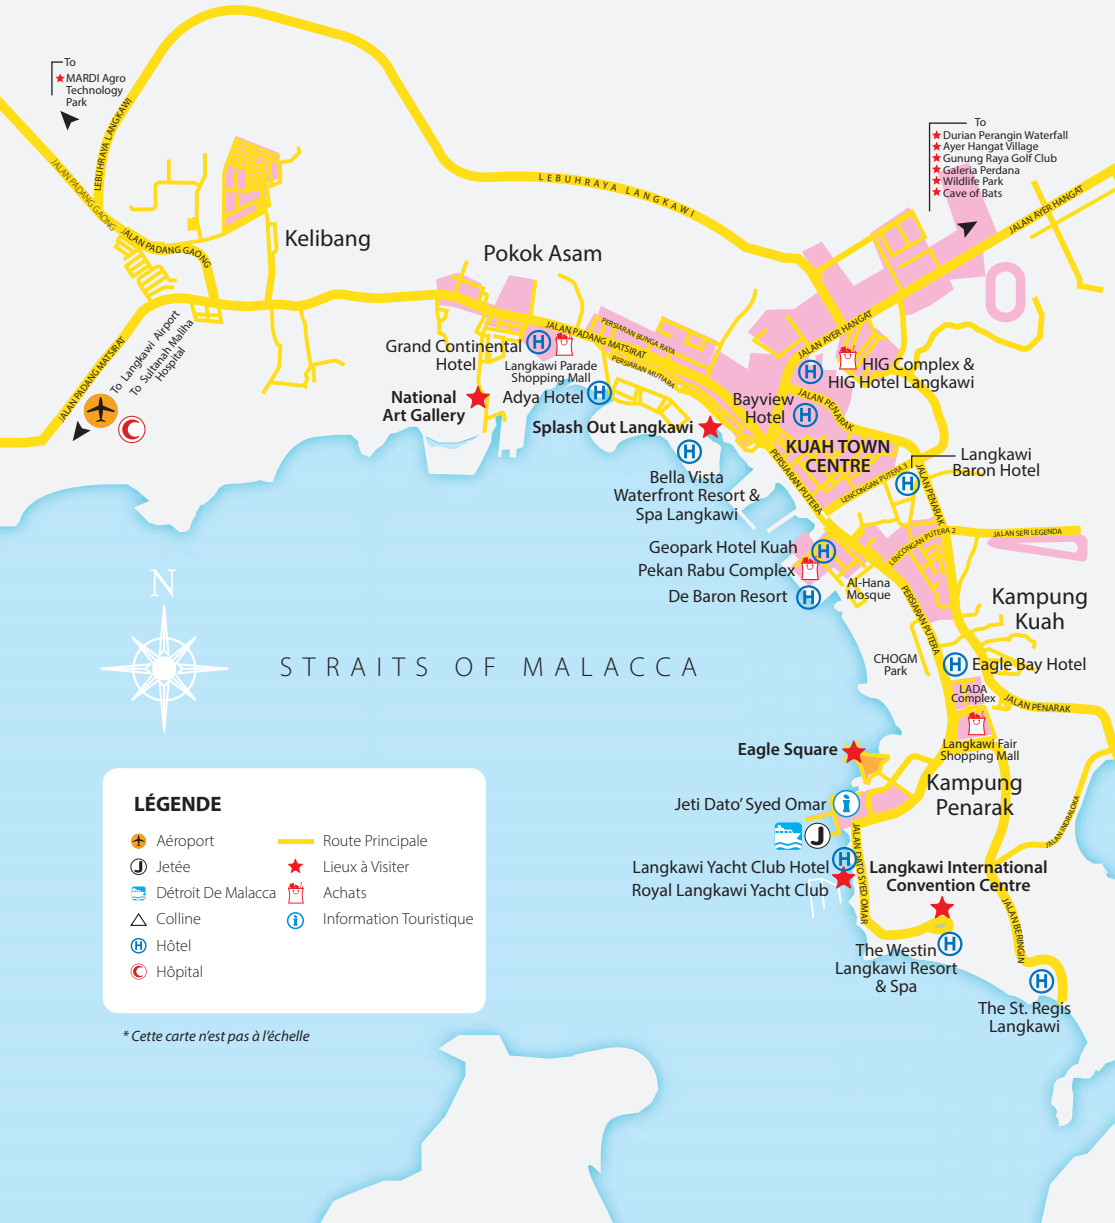 To
MARDI Agro
Technology
Park
LEBUHRAYA LANGKAWI
JALAN PADANG GAONG
JALAN PADANG GAONG
Kelibang
LEBUHRAYA LANGKAWI
To
Durian Perangin Waterfall
Ayer Hangat Village
Gunung Raya Golf Club
Galeria Perdana
Wildlife Park
Cave of Bats
JALAN AYER HANGAT
Pokok Asam
JALAN PADANG MATSIRAT
To Langkawi Airport
To Sultanah Maliha
Hospital
Grand Continental
Hotel
JALAN PADANG MATSIRAT
PERSIARAN BUNGA RAYA
PERSIARAN MUTIARA
Langkawi Parade
Shopping Mall
Adya Hotel
National
Art Gallery
Splash Out Langkawi
JALAN AYER HANGAT
HIG Complex &
HIG Hotel Langkawi
Bayview
Hotel
JALAN PENARAK
KUAH TOWN
CENTRE
Langkawi
Baron Hotel
Bella Vista
Waterfront Resort &
Spa Langkawi
PERSIARAN PUTERA
LENCONGAN PUTERA 3
JALAN PENARAK
LENCONGAN PUTERA 2
JALAN SERI LEGENDA
Geopark Hotel Kuah
Pekan Rabu Complex
De Baron Resort
Al-Hana
Mosque
PERSIARAN PUTERA
Kampung
Kuah
N
STRAITS OF MALACCA
CHOGM
Park
Eagle Bay Hotel
LADA
Complex
JALAN PENARAK
Langkawi Fair
Shopping Mall
Eagle Square
Kampung
Penarak
Jeti Dato' Syed Omar
J
JALAN DATO SYED OMAR
JALAN INDRALOKA
Langkawi Yacht Club Hotel
Royal Langkawi Yacht Club
Langkawi International
Convention Centre
JALAN BERINGIN
The Westin
Langkawi Resort
& Spa
The St. Regis
Langkawi
LÉGENDE
Aéroport
Jetée
Détroit De Malacca
Colline
Hôtel
Hôpital
Route Principale
Lieux à Visiter
Achats
Information Touristique
* Cette carte n'est pas à l'échelle